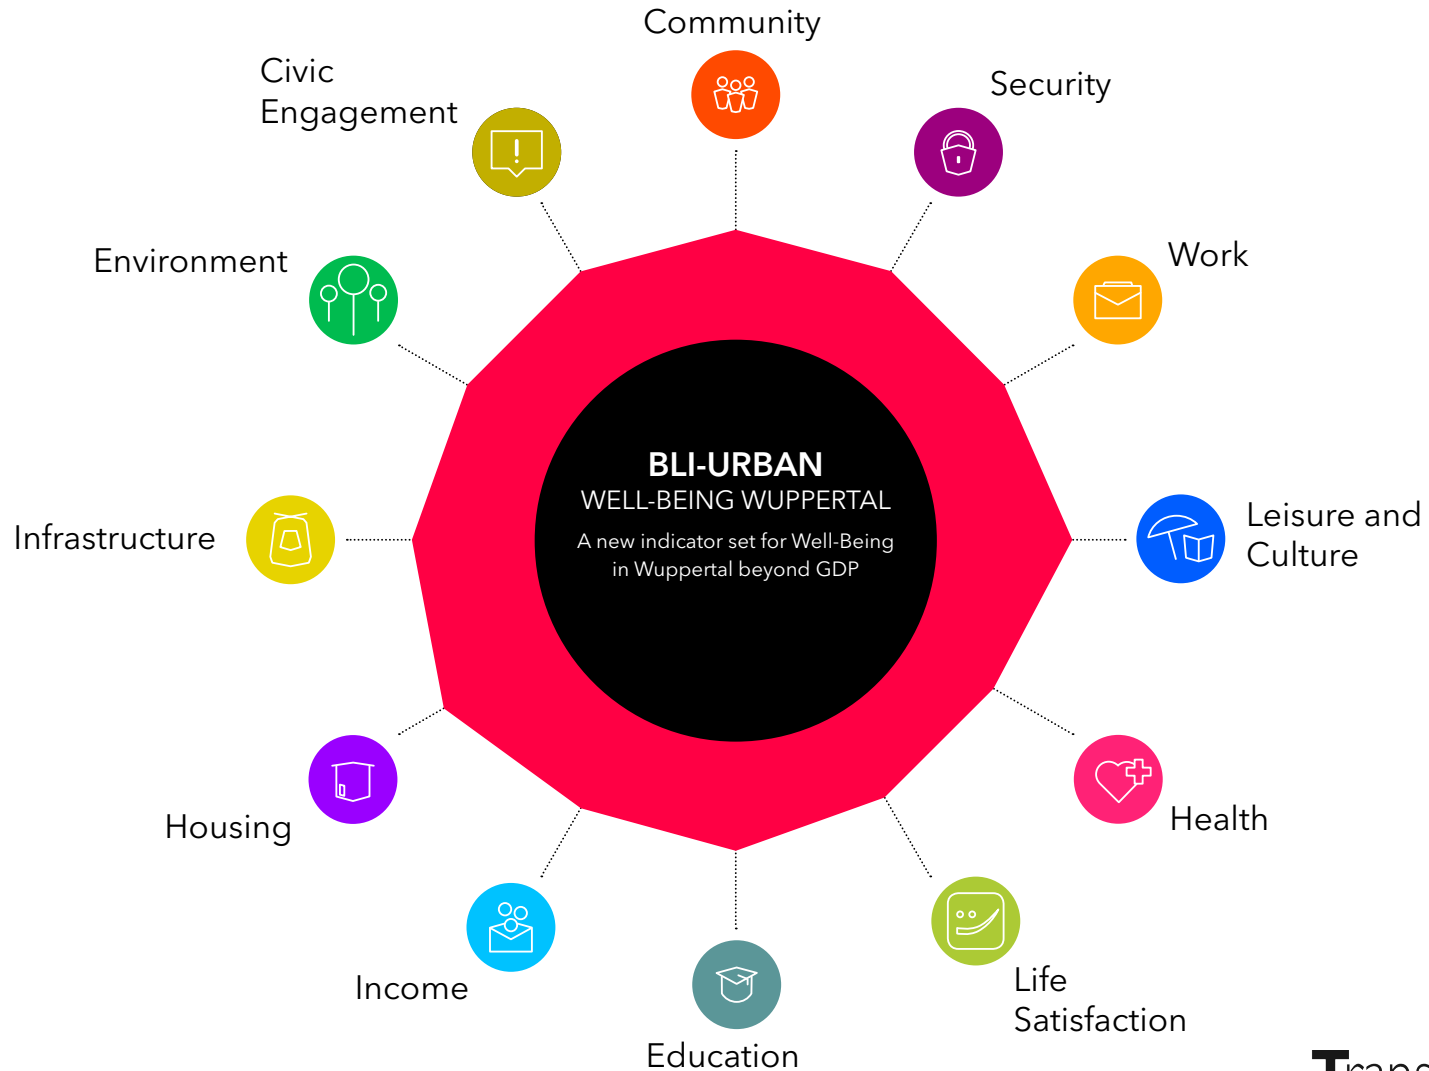 Community
Civic
Engagement
Security
Environment
Work
BLI-URBAN
WELL-BEING WUPPERTAL
A new indicator set for Well-Being
in Wuppertal beyond GDP
Infrastructure
Leisure and
Culture
Housing
Health
Income
Life
Satisfaction
Education